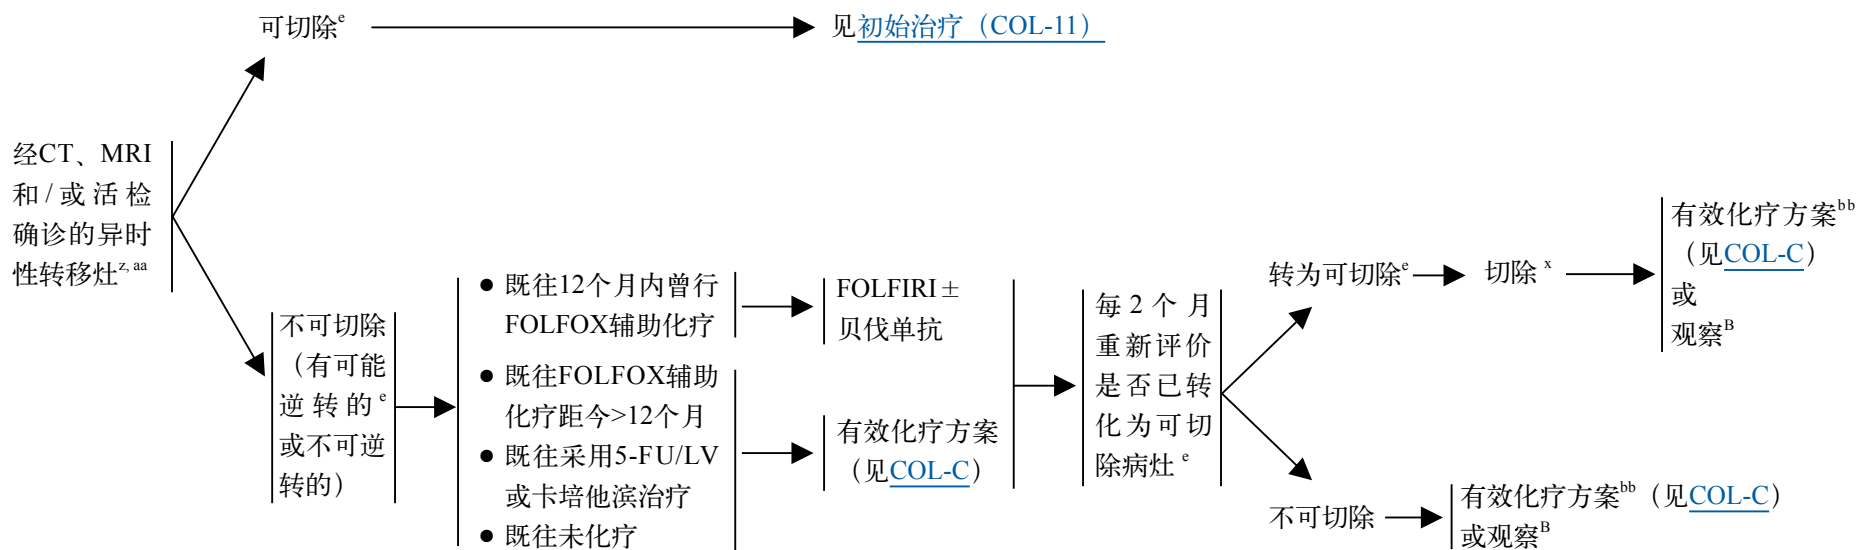 可切除e
见初始治疗（COL-11）
经CT、MRI
和/或活检
确诊的异时
性转移灶z, aa
不可切除
（有可能
逆转的e
或不可逆
转的）
● 既往12个月内曾行
FOLFOX辅助化疗
● 既往FOLFOX辅助
化疗距今>12个月
● 既往采用5-FU/LV
或卡培他滨治疗
● 既往未化疗
FOLFIRI±
贝伐单抗
有效化疗方案
（见COL-C）
每2个月
重新评价
是否已转
化为可切
除病灶e
转为可切除e
切除x
有效化疗方案bb
（见COL-C）
或
观察B
不可切除
有效化疗方案bb（见COL-C）
或观察B